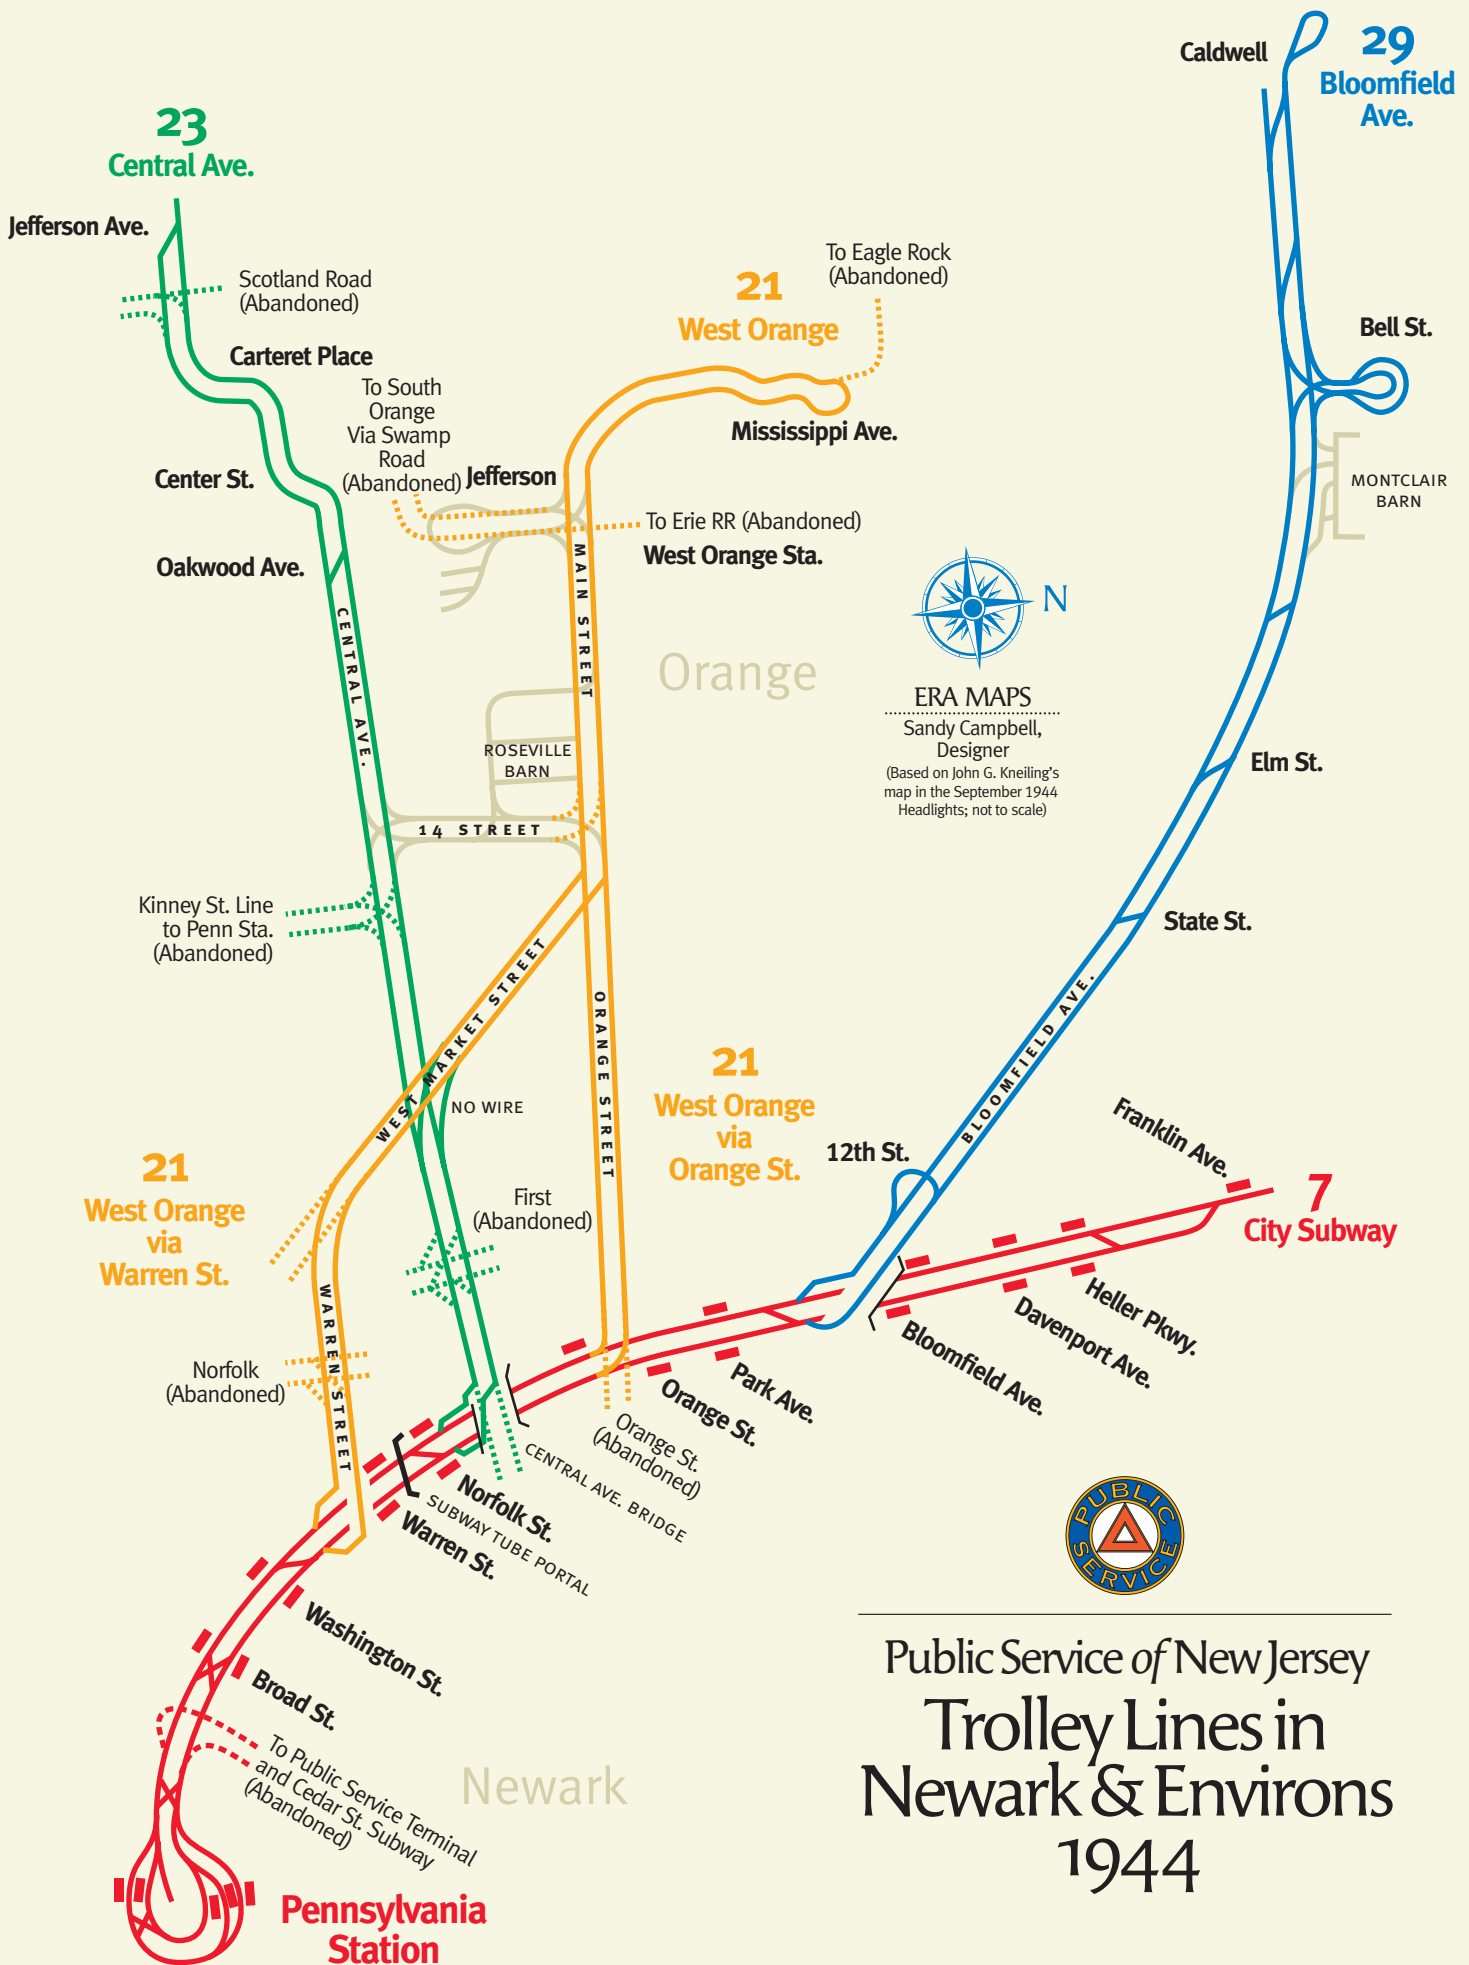 Caldwell
29
Bloomfield
Ave.
23
Central Ave.
Jefferson Ave.
Scotland Road
(Abandoned)
Carteret Place
To South
Orange
Via Swamp
Road
(Abandoned)
Center St.
Oakwood Ave.
CENTRAL AVE.
21
West Orange
To Eagle Rock
(Abandoned)
Mississippi Ave.
Jefferson
To Erie RR (Abandoned)
West Orange Sta.
MAIN STREET
Orange
ROSEVILLE
BARN
14 STREET
Bell St.
MONTCLAIR
BARN
N
ERA MAPS
Sandy Campbell,
Designer
(Based on John G. Kneiling's
map in the September 1944
Headlights; not to scale)
Elm St.
State St.
BLOOMFIELD AVE.
12th St.
Kinney St. Line
to Penn Sta.
(Abandoned)
WEST MARKET STREET
ORANGE STREET
NO WIRE
21
West Orange
via
Orange St.
21
West Orange
via
Warren St.
First
(Abandoned)
WARREN STREET
Norfolk
(Abandoned)
Franklin Ave.
7
City Subway
Heller Pkwy.
Davenport Ave.
Bloomfield Ave.
Park Ave.
Orange St.
Orange St.
(Abandoned)
CENTRAL AVE. BRIDGE
Norfolk St.
SUBWAY TUBE PORTAL
Warren St.
Washington St.
Broad St.
To Public Service Terminal
and Cedar St. Subway
(Abandoned)
Newark
Pennsylvania
Station
PUBLIC
SERVICE
Public Service of New Jersey
Trolley Lines in
Newark & Environs
1944